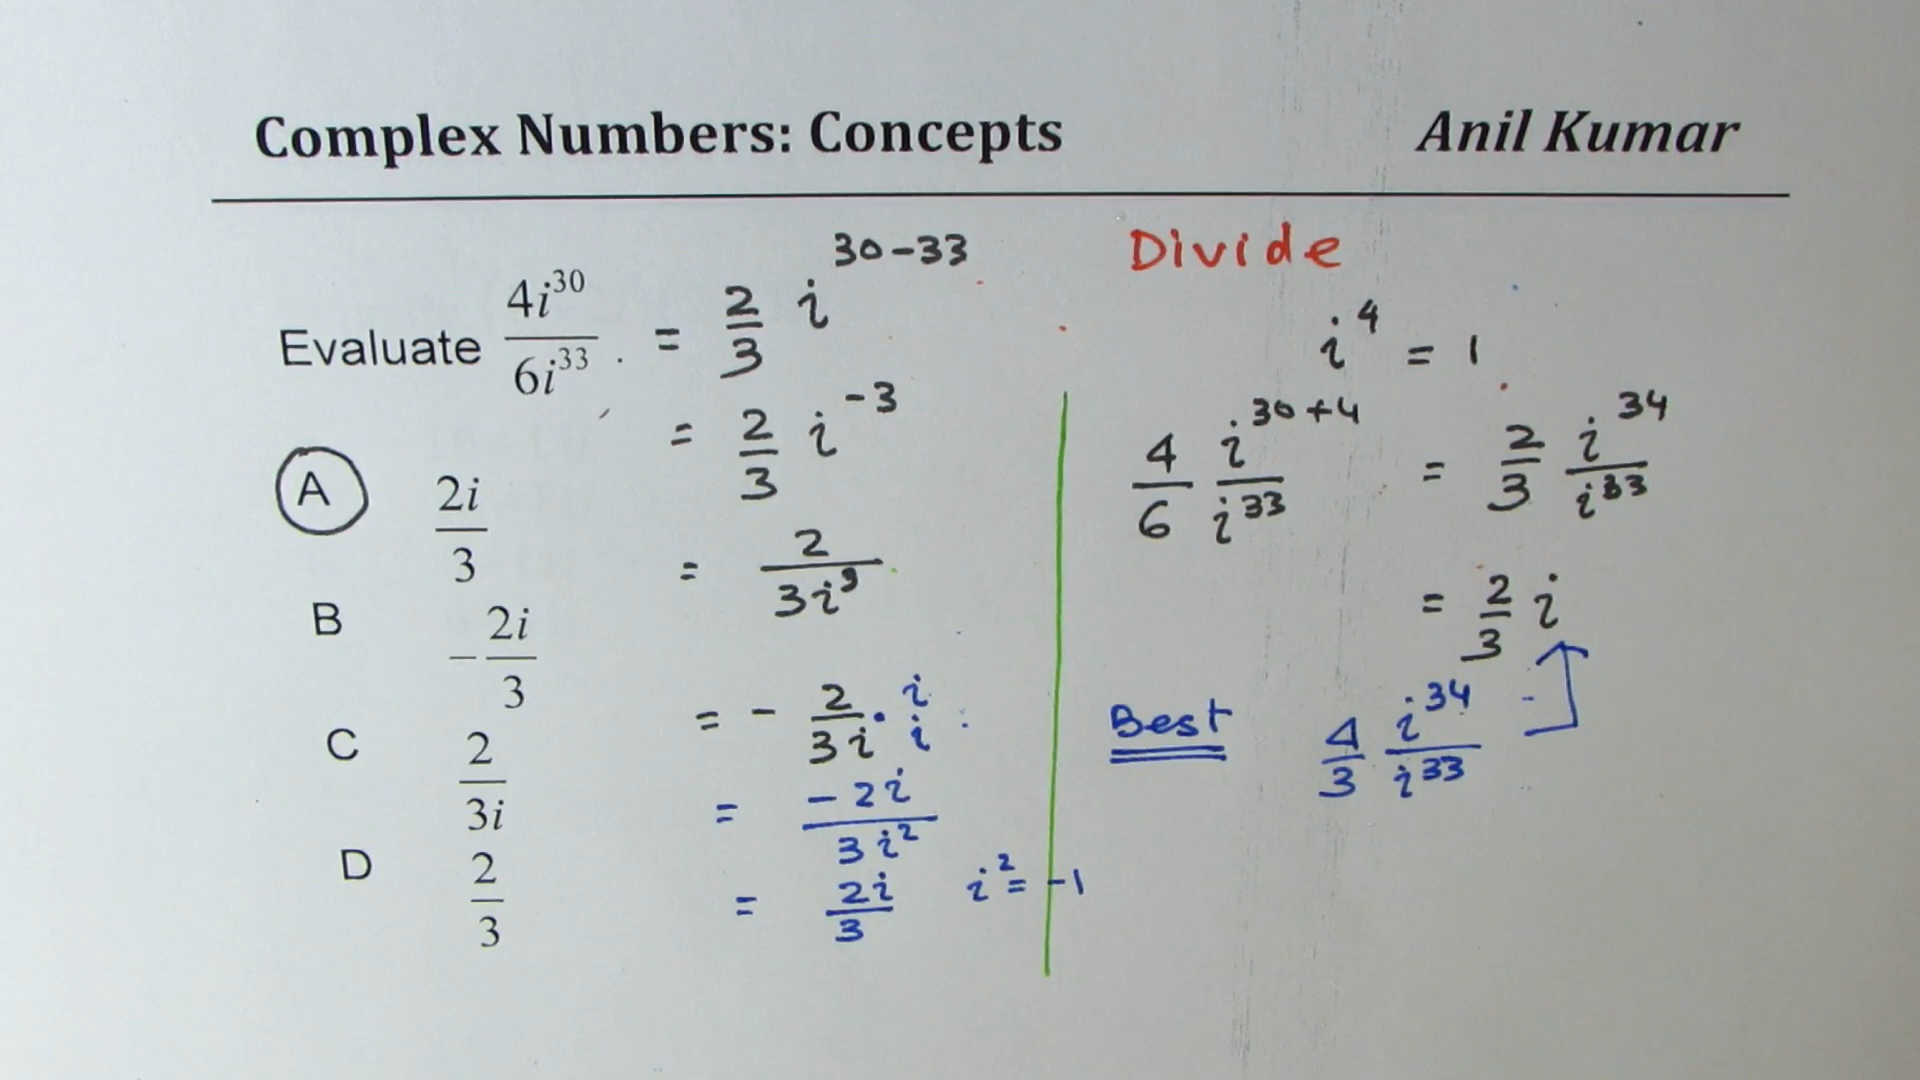 Complex Numbers: Concepts Anil Kumar
Evaluate 4i^30 / 6i^33 . = 2/3 i^30-33
= 2/3 i^-3
= 2 / 3i^3
= - 2/3i · i/i
= -2i / 3i^2
= 2i/3 i^2 = -1
A 2i/3
B -2i/3
C 2/3i
D 2/3
Divide
i^4 = 1
4/6 i^30+4 / i^33 = 2/3 i^34 / i^33
= 2/3 i
Best 4/3 i^34 / i^33